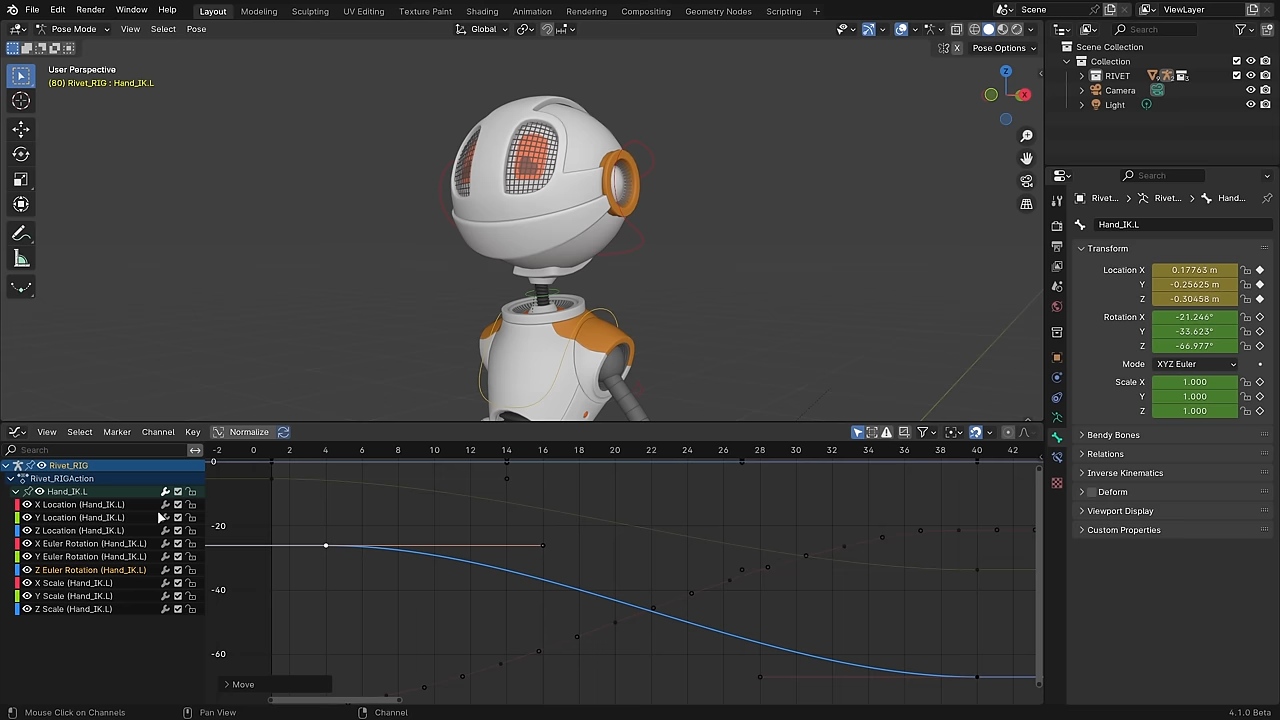 File Edit Render Window Help Layout Modeling Sculpting UV Editing Texture Paint Shading Animation Rendering Compositing Geometry Nodes Scripting + Scene ViewLayer
Pose Mode View Select Pose Global Search
X Pose Options
User Perspective
(80) Rivet_RIG : Hand_IK.L
Z
X
Scene Collection
Collection
RIVET
Camera
Light
Search
Rivet... Rivet... Hand...
Hand_IK.L
Transform
Location X 0.17763 m
Y -0.25625 m
Z -0.30458 m
Rotation X -21.246°
Y -33.623°
Z -66.977°
Mode XYZ Euler
Scale X 1.000
Y 1.000
Z 1.000
Bendy Bones
Relations
Inverse Kinematics
Deform
Viewport Display
Custom Properties
View Select Marker Channel Key Normalize
Search
-2 0 2 4 6 8 10 12 14 16 18 20 22 24 26 28 30 32 34 36 38 40 42
Rivet_RIG
Rivet_RIGAction
Hand_IK.L
X Location (Hand_IK.L)
Y Location (Hand_IK.L)
Z Location (Hand_IK.L)
X Euler Rotation (Hand_IK.L)
Y Euler Rotation (Hand_IK.L)
Z Euler Rotation (Hand_IK.L)
X Scale (Hand_IK.L)
Y Scale (Hand_IK.L)
Z Scale (Hand_IK.L)
0
-20
-40
-60
Move
Mouse Click on Channels Pan View Channel 4.1.0 Beta